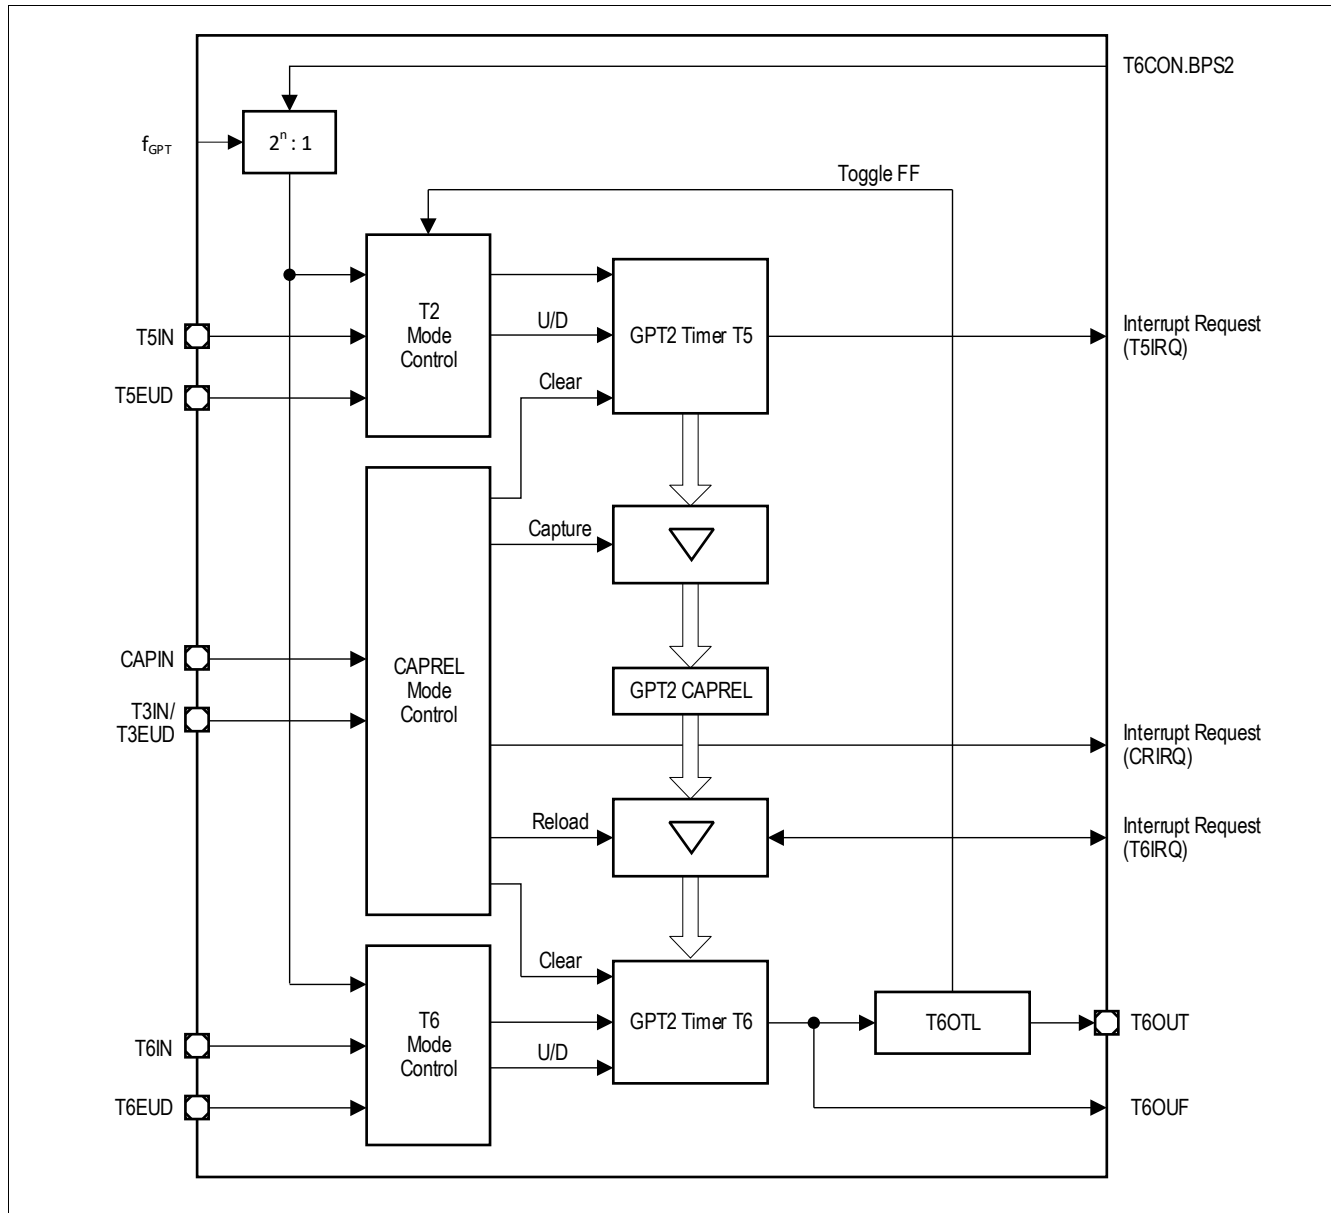 T6CON.BPS2
fGPT
2ⁿ : 1
Toggle FF
T2
Mode
Control
U/D
GPT2 Timer T5
T5IN
Interrupt Request
(T5IRQ)
T5EUD
Clear
Capture
CAPIN
CAPREL
Mode
Control
GPT2 CAPREL
T3IN/
T3EUD
Interrupt Request
(CRIRQ)
Reload
Interrupt Request
(T6IRQ)
Clear
T6
Mode
Control
GPT2 Timer T6
T6OTL
T6OUT
T6IN
U/D
T6EUD
T6OUF